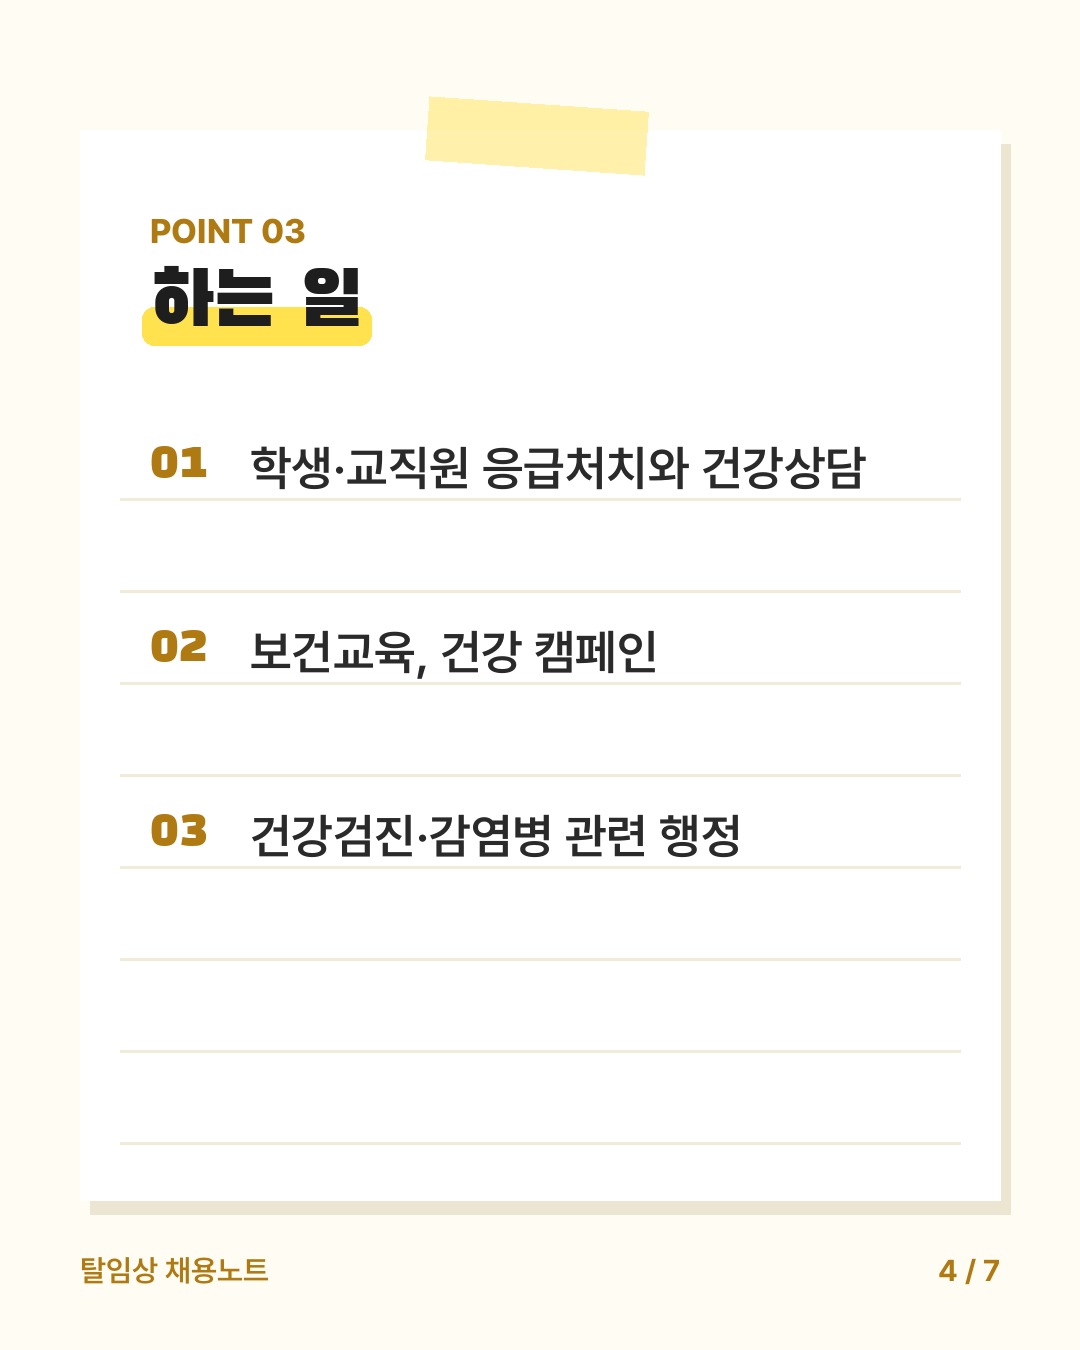 POINT 03
하는 일
01 학생·교직원 응급처치와 건강상담
02 보건교육, 건강 캠페인
03 건강검진·감염병 관련 행정
탈임상 채용노트
4 / 7